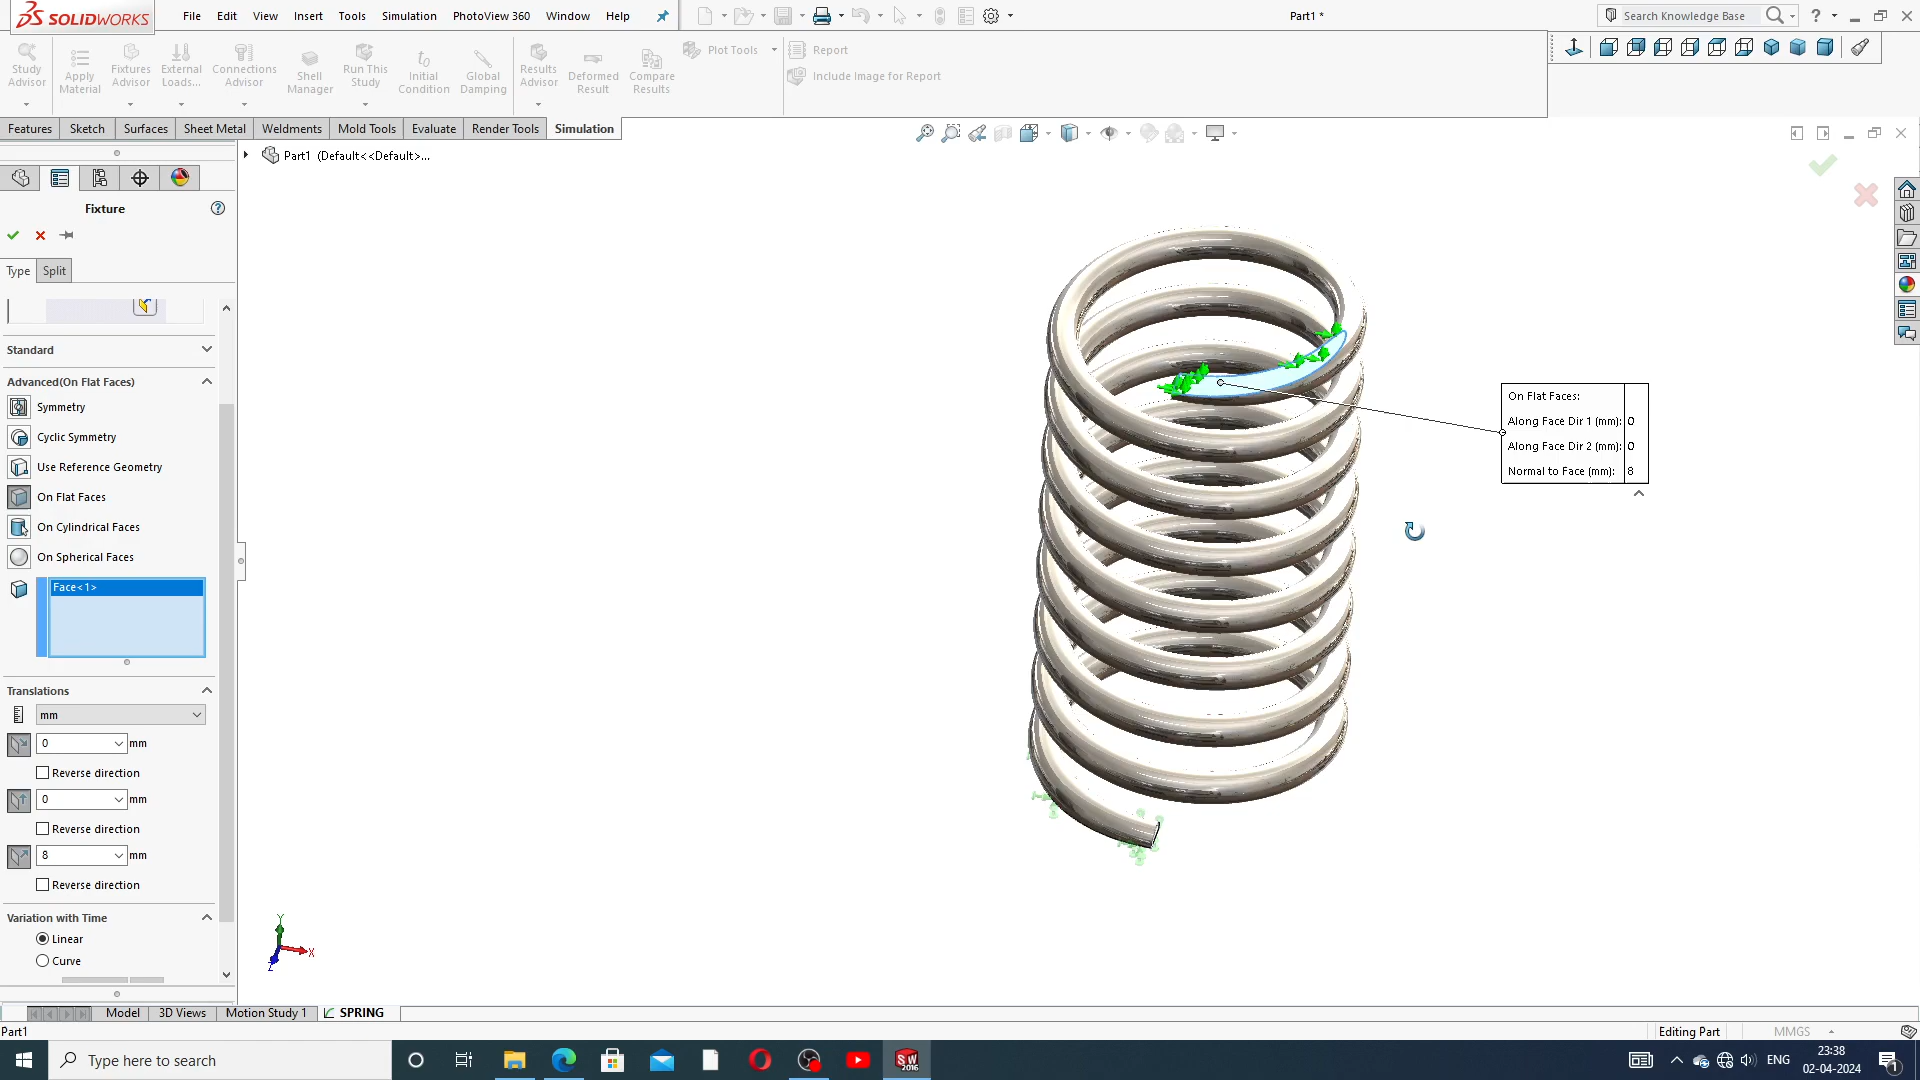 SOLIDWORKS
File Edit View Insert Tools Simulation PhotoView 360 Window Help
Part1 *
Search Knowledge Base
Study Advisor
Apply Material
Fixtures Advisor
External Loads...
Connections Advisor
Shell Manager
Run This Study
Initial Condition
Global Damping
Results Advisor
Deformed Result
Compare Results
Plot Tools
Report
Include Image for Report
Features Sketch Surfaces Sheet Metal Weldments Mold Tools Evaluate Render Tools Simulation
Part1 (Default<<Default>...
Fixture
Type Split
Standard
Advanced(On Flat Faces)
Symmetry
Cyclic Symmetry
Use Reference Geometry
On Flat Faces
On Cylindrical Faces
On Spherical Faces
Face<1>
Translations
mm
0 mm
Reverse direction
0 mm
Reverse direction
8 mm
Reverse direction
Variation with Time
Linear
Curve
On Flat Faces:
Along Face Dir 1 (mm): 0
Along Face Dir 2 (mm): 0
Normal to Face (mm): 8
Y
X
Z
Model 3D Views Motion Study 1 SPRING
Part1
Editing Part
MMGS
Type here to search
SW
2016
ENG
23:38
02-04-2024
1